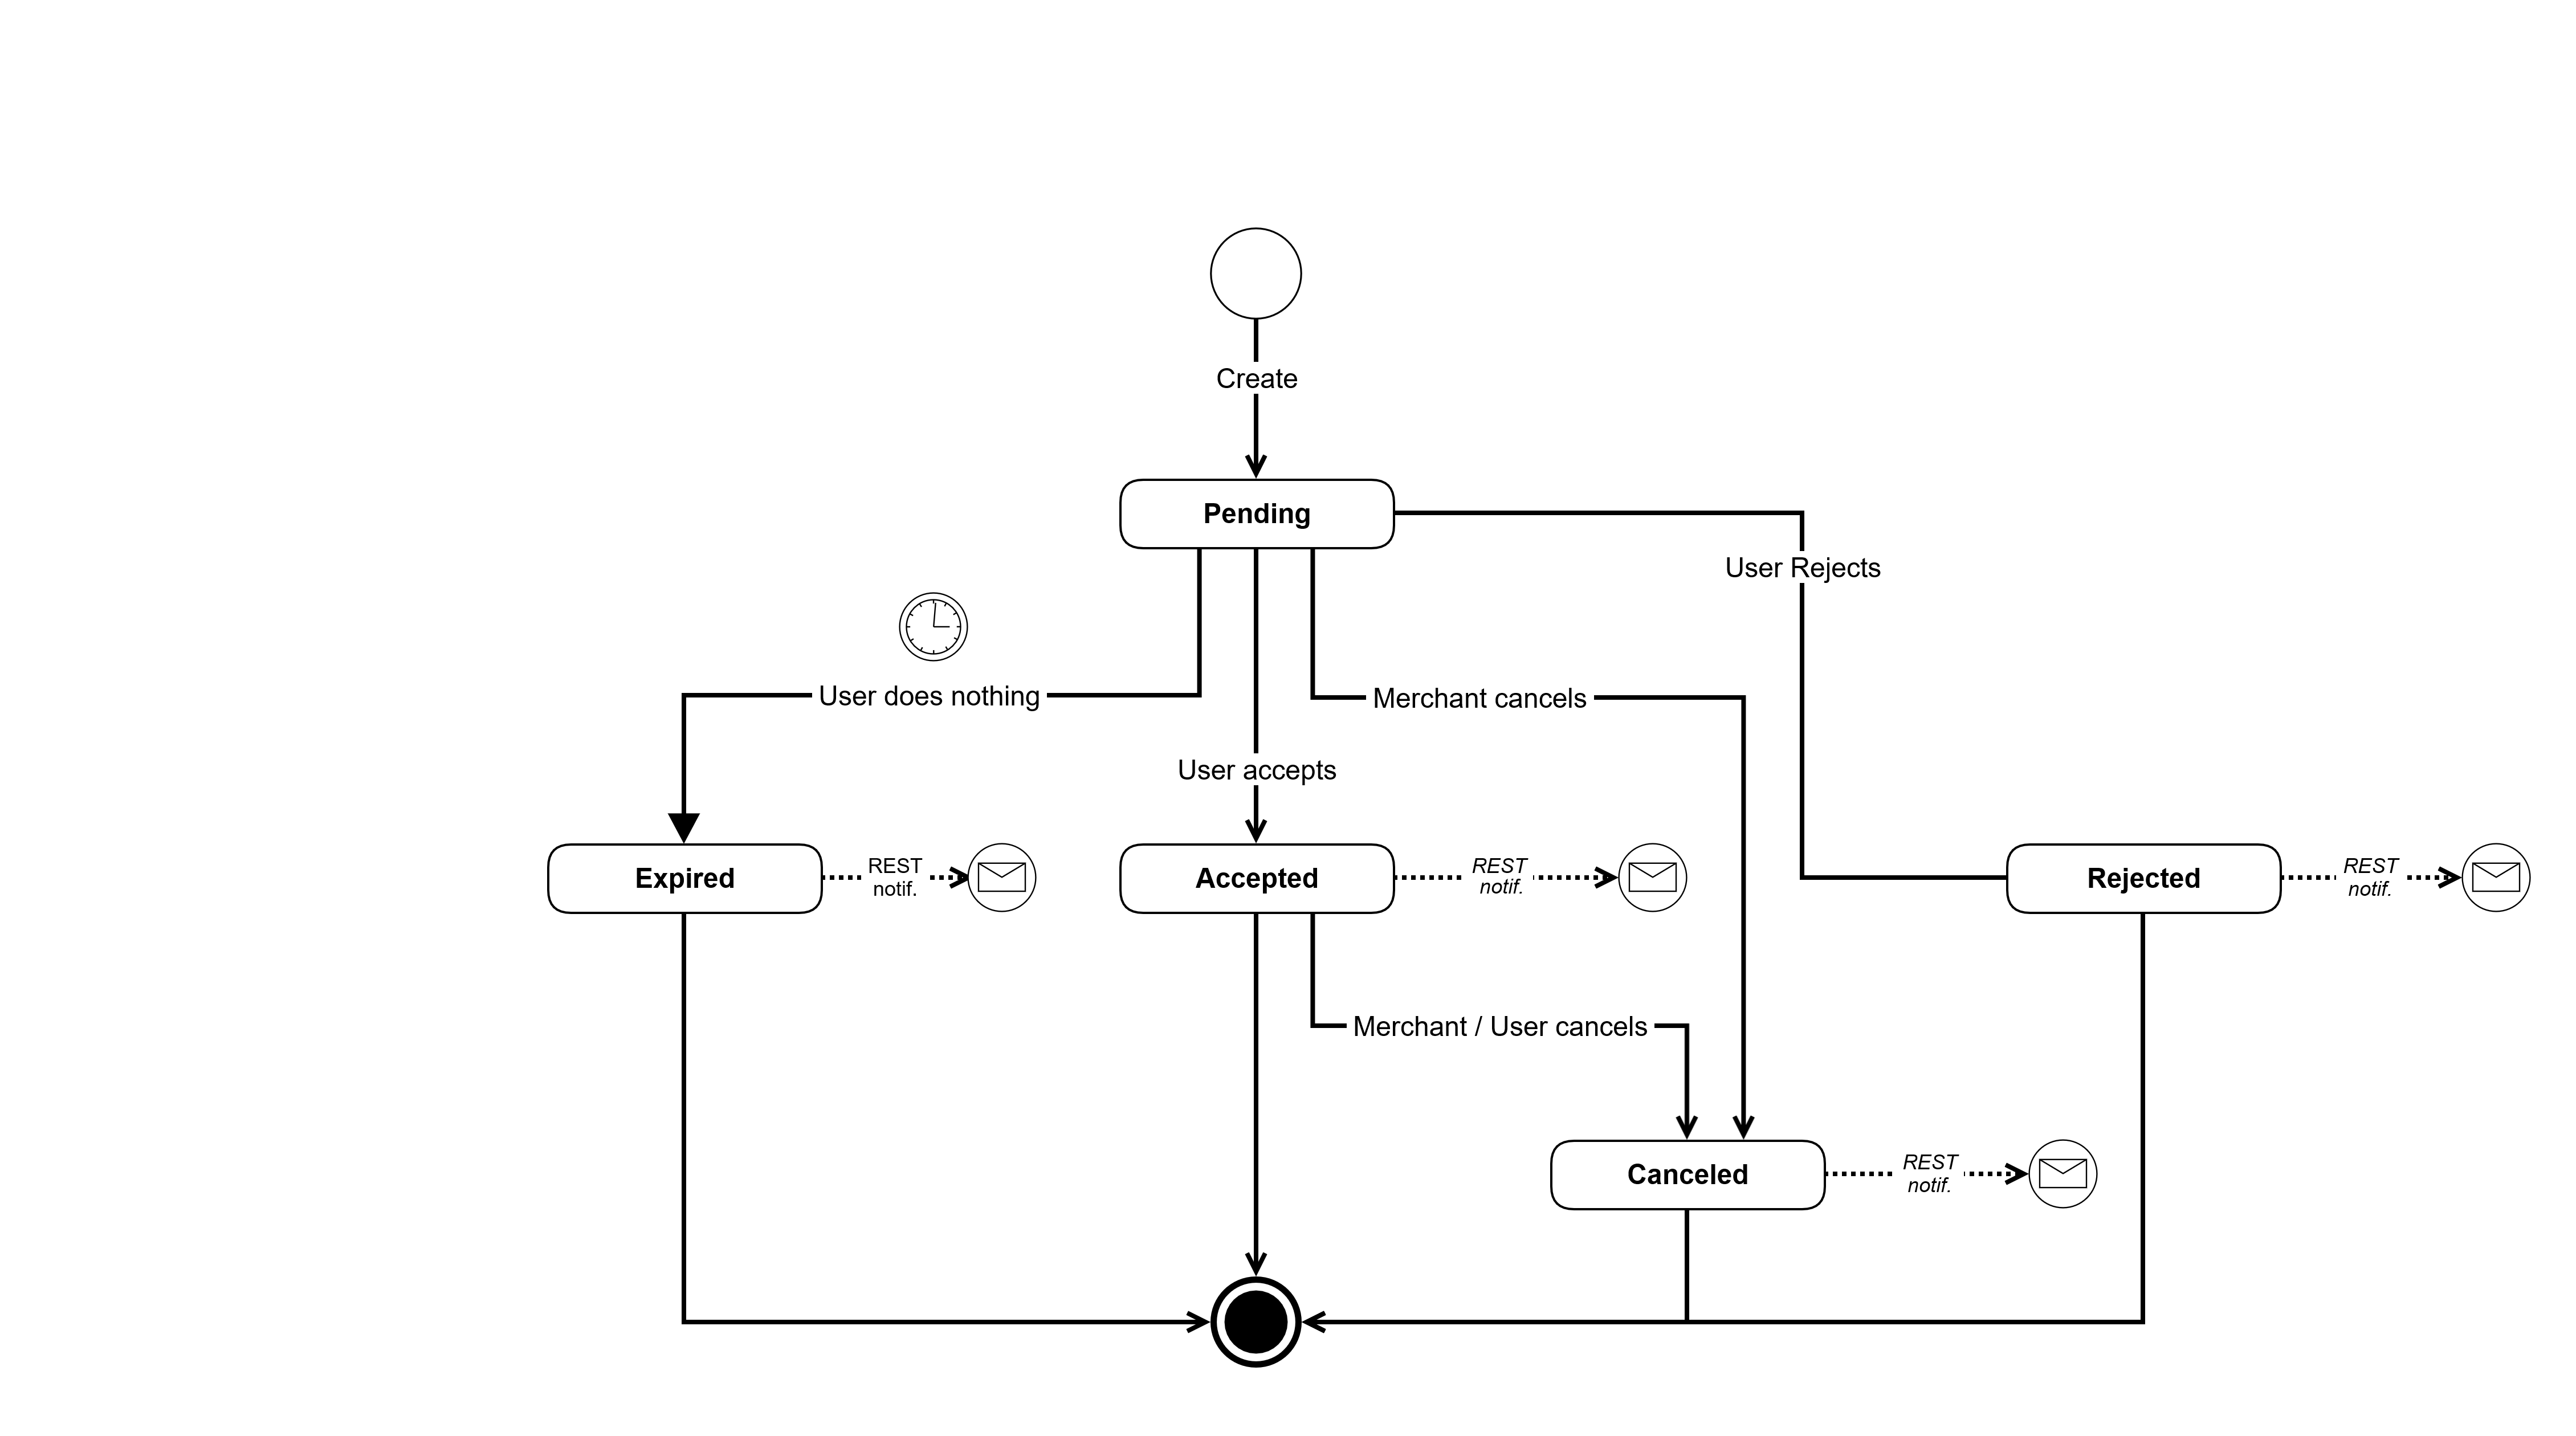 Create
Pending
User Rejects
User does nothing
Merchant cancels
User accepts
Expired
REST
notif.
Accepted
REST
notif.
Rejected
REST
notif.
Merchant / User cancels
Canceled
REST
notif.